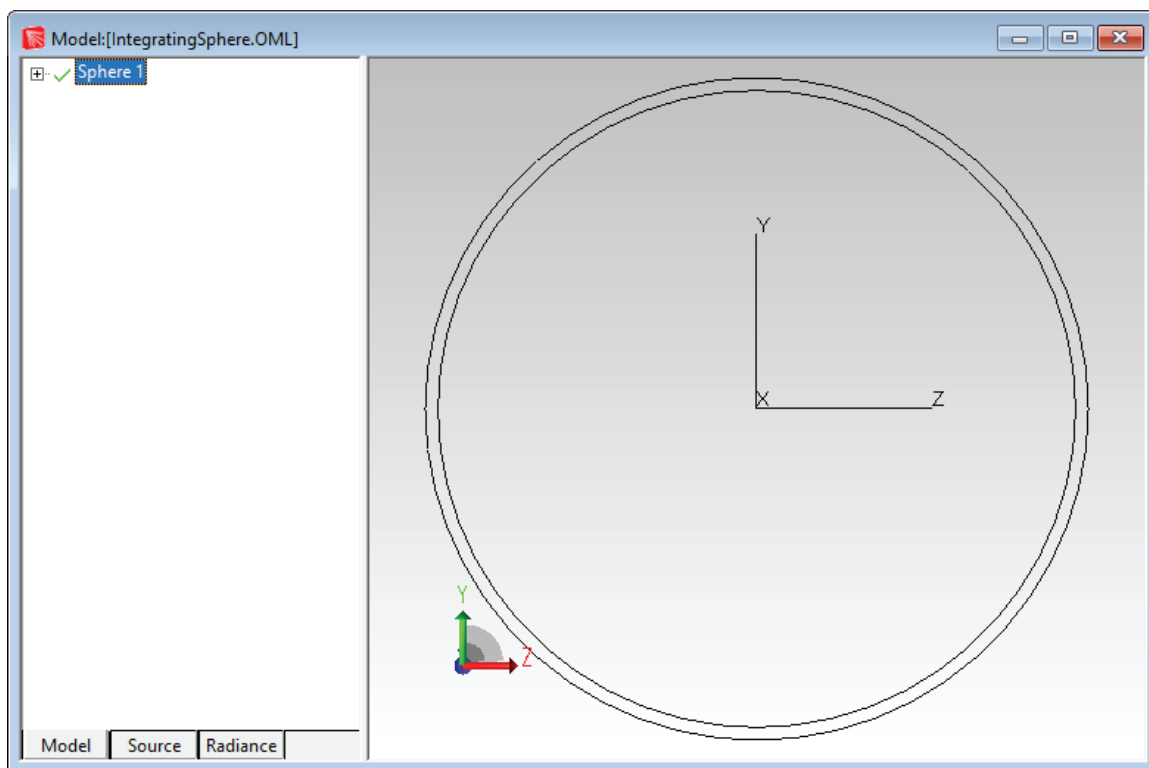 Model:[IntegratingSphere.OML]
Sphere 1
Y
X Z
Y
Z
Model Source Radiance